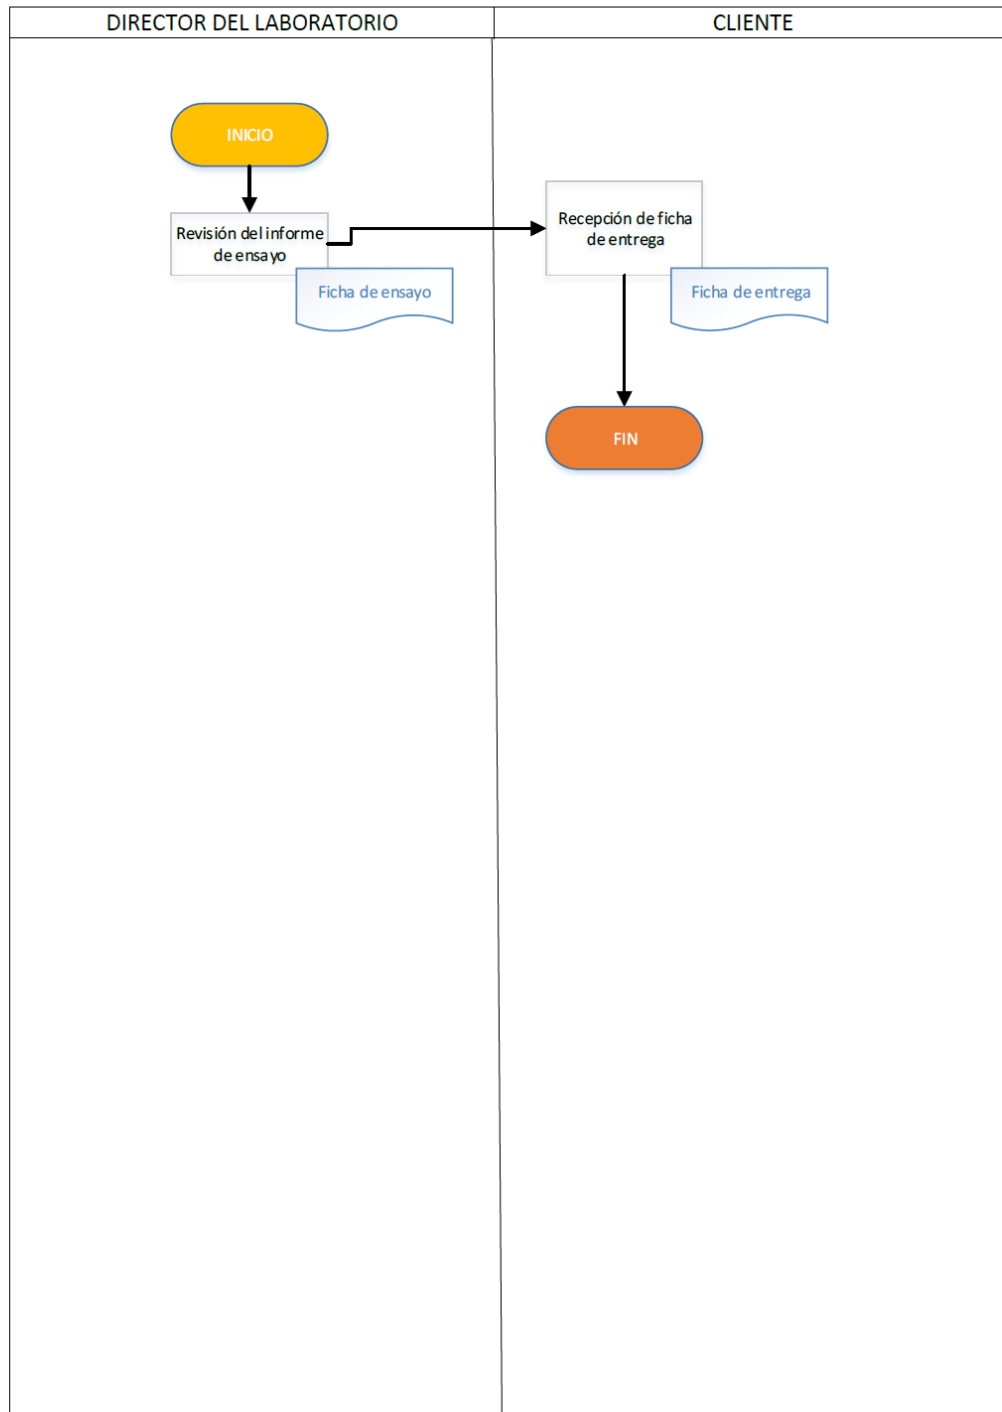 DIRECTOR DEL LABORATORIO
CLIENTE
INICIO
Revisión del informe
de ensayo
Ficha de ensayo
Recepción de ficha
de entrega
Ficha de entrega
FIN